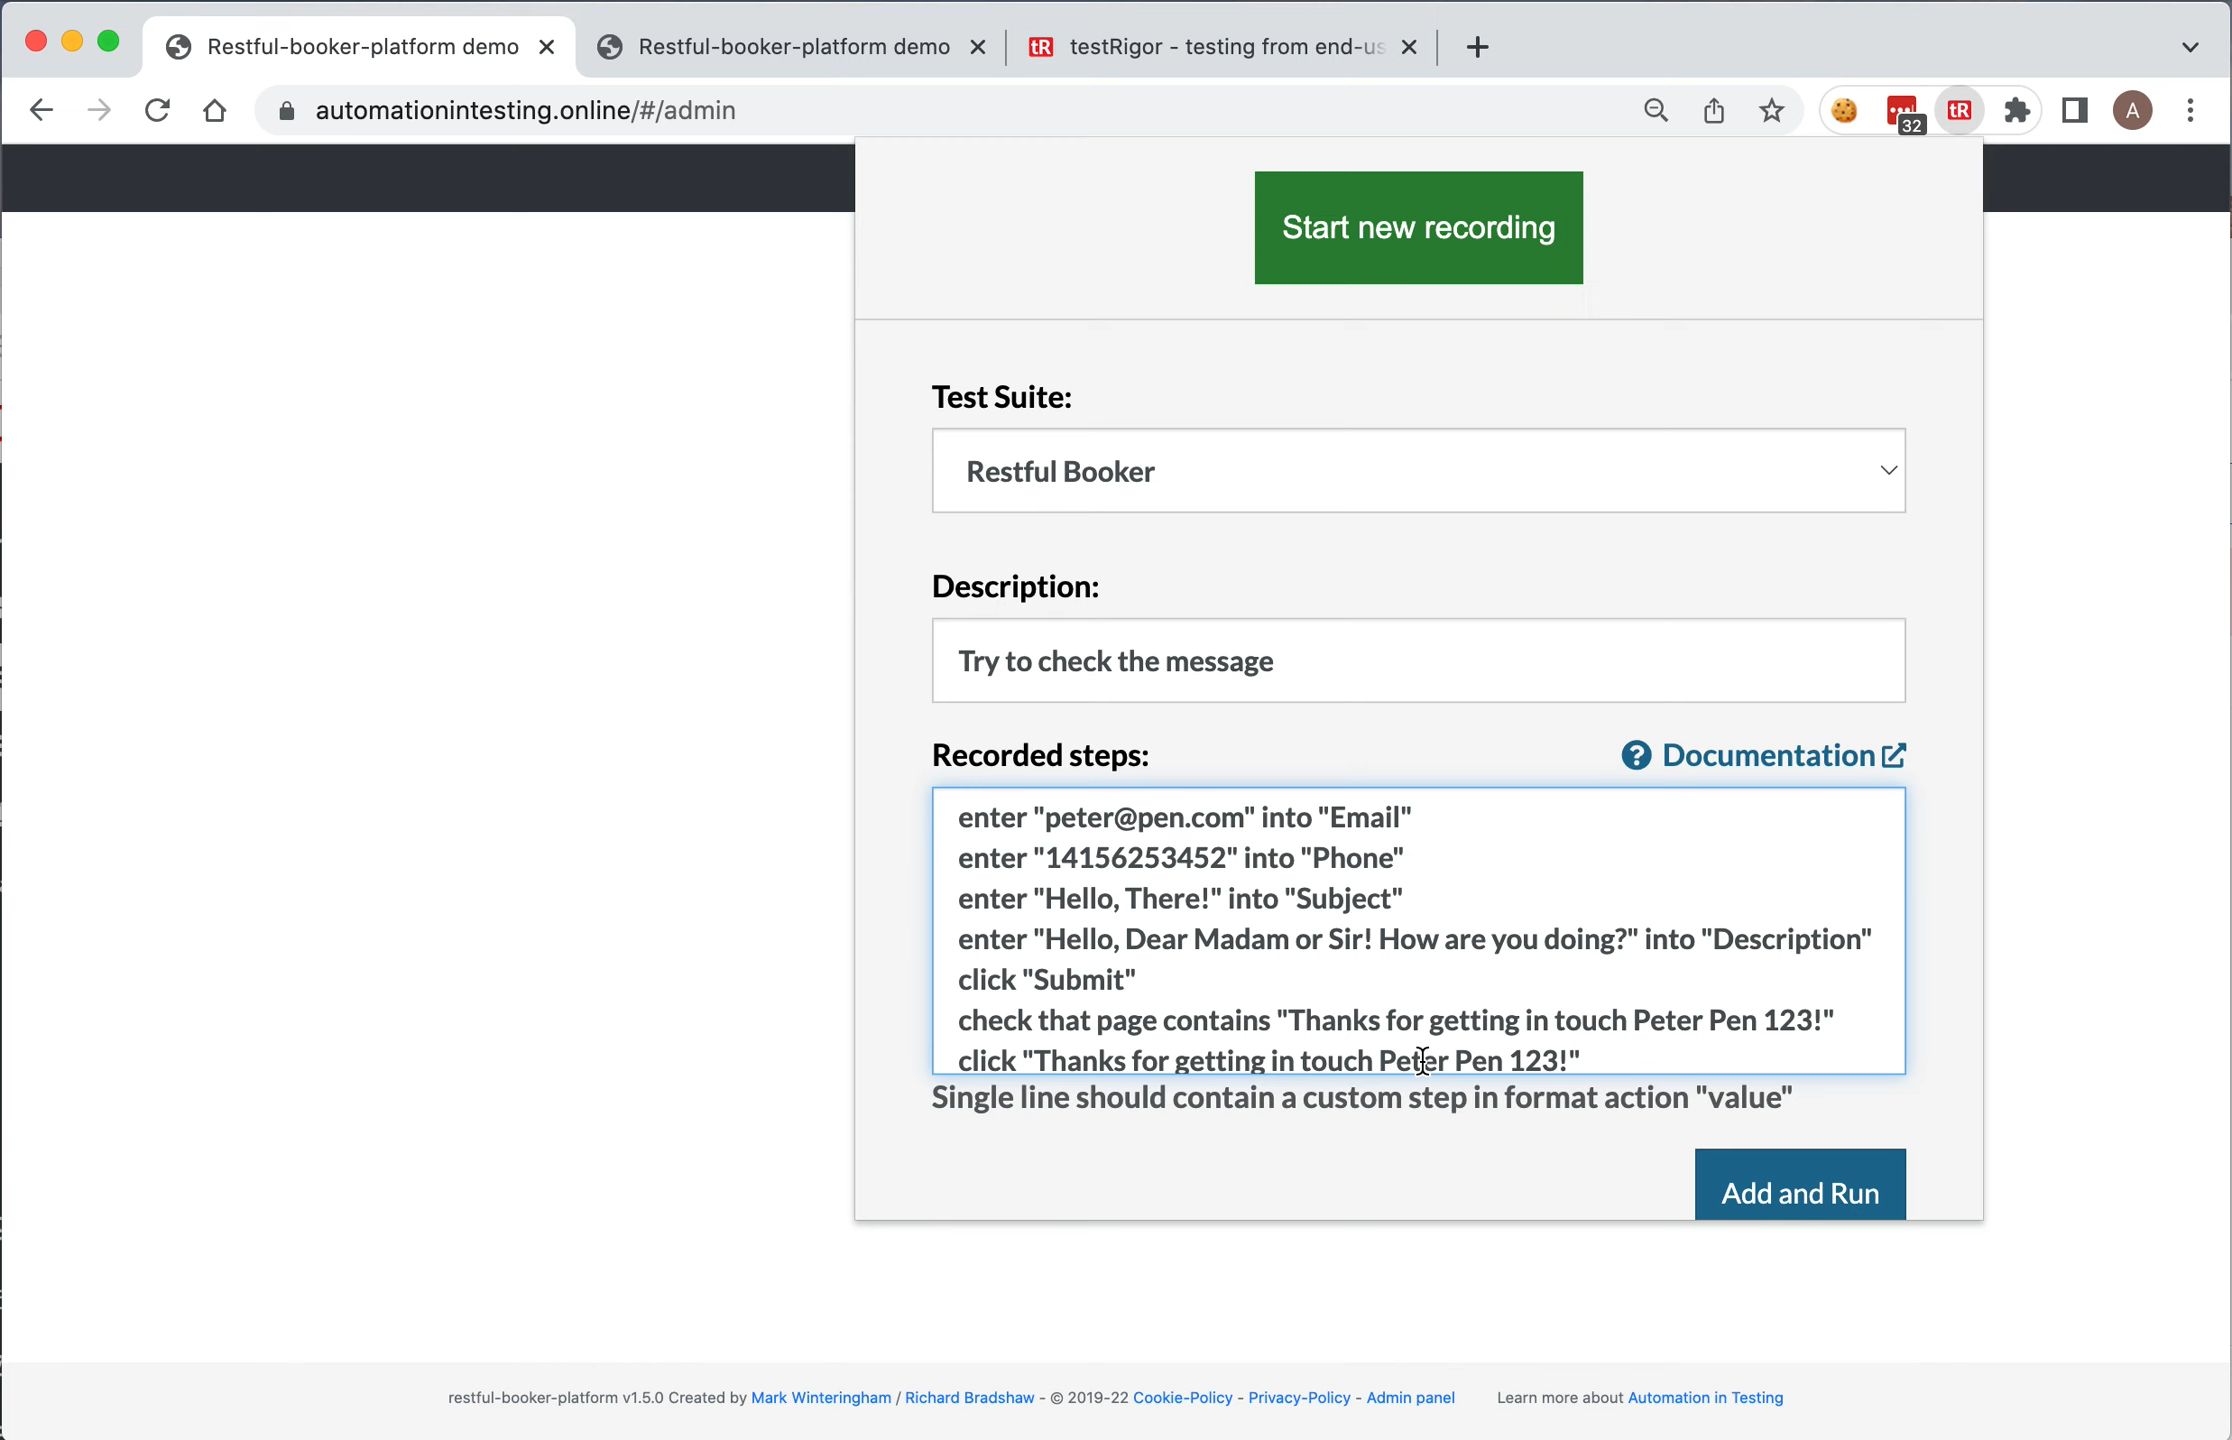 Restful-booker-platform demo
Restful-booker-platform demo
tR testRigor - testing from end-us
automationintesting.online/#/admin
32
tR
A
Start new recording
Test Suite:
Restful Booker
Description:
Try to check the message
Recorded steps:
? Documentation
enter "peter@pen.com" into "Email"
enter "14156253452" into "Phone"
enter "Hello, There!" into "Subject"
enter "Hello, Dear Madam or Sir! How are you doing?" into "Description"
click "Submit"
check that page contains "Thanks for getting in touch Peter Pen 123!"
click "Thanks for getting in touch Peter Pen 123!"
Single line should contain a custom step in format action "value"
Add and Run
restful-booker-platform v1.5.0 Created by Mark Winteringham / Richard Bradshaw - © 2019-22 Cookie-Policy - Privacy-Policy - Admin panel Learn more about Automation in Testing